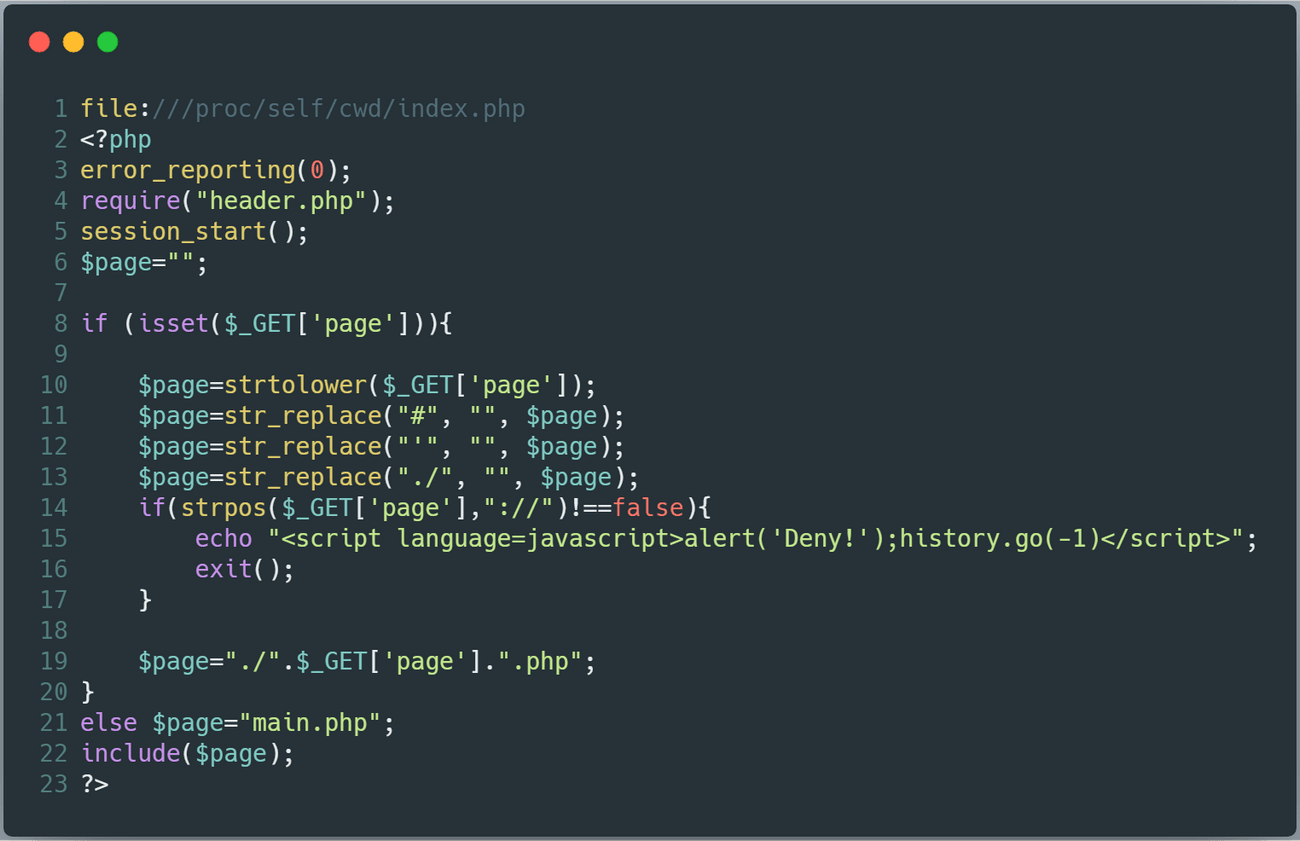 1 file:///proc/self/cwd/index.php
2 <?php
3 error_reporting(0);
4 require("header.php");
5 session_start();
6 $page="";
7
8 if (isset($_GET['page'])){
9
10     $page=strtolower($_GET['page']);
11     $page=str_replace("#", "", $page);
12     $page=str_replace("'", "", $page);
13     $page=str_replace("./", "", $page);
14     if(strpos($_GET['page'],"://")!==false){
15         echo "<script language=javascript>alert('Deny!');history.go(-1)</script>";
16         exit();
17     }
18
19     $page="./".$_GET['page'].".php";
20 }
21 else $page="main.php";
22 include($page);
23 ?>